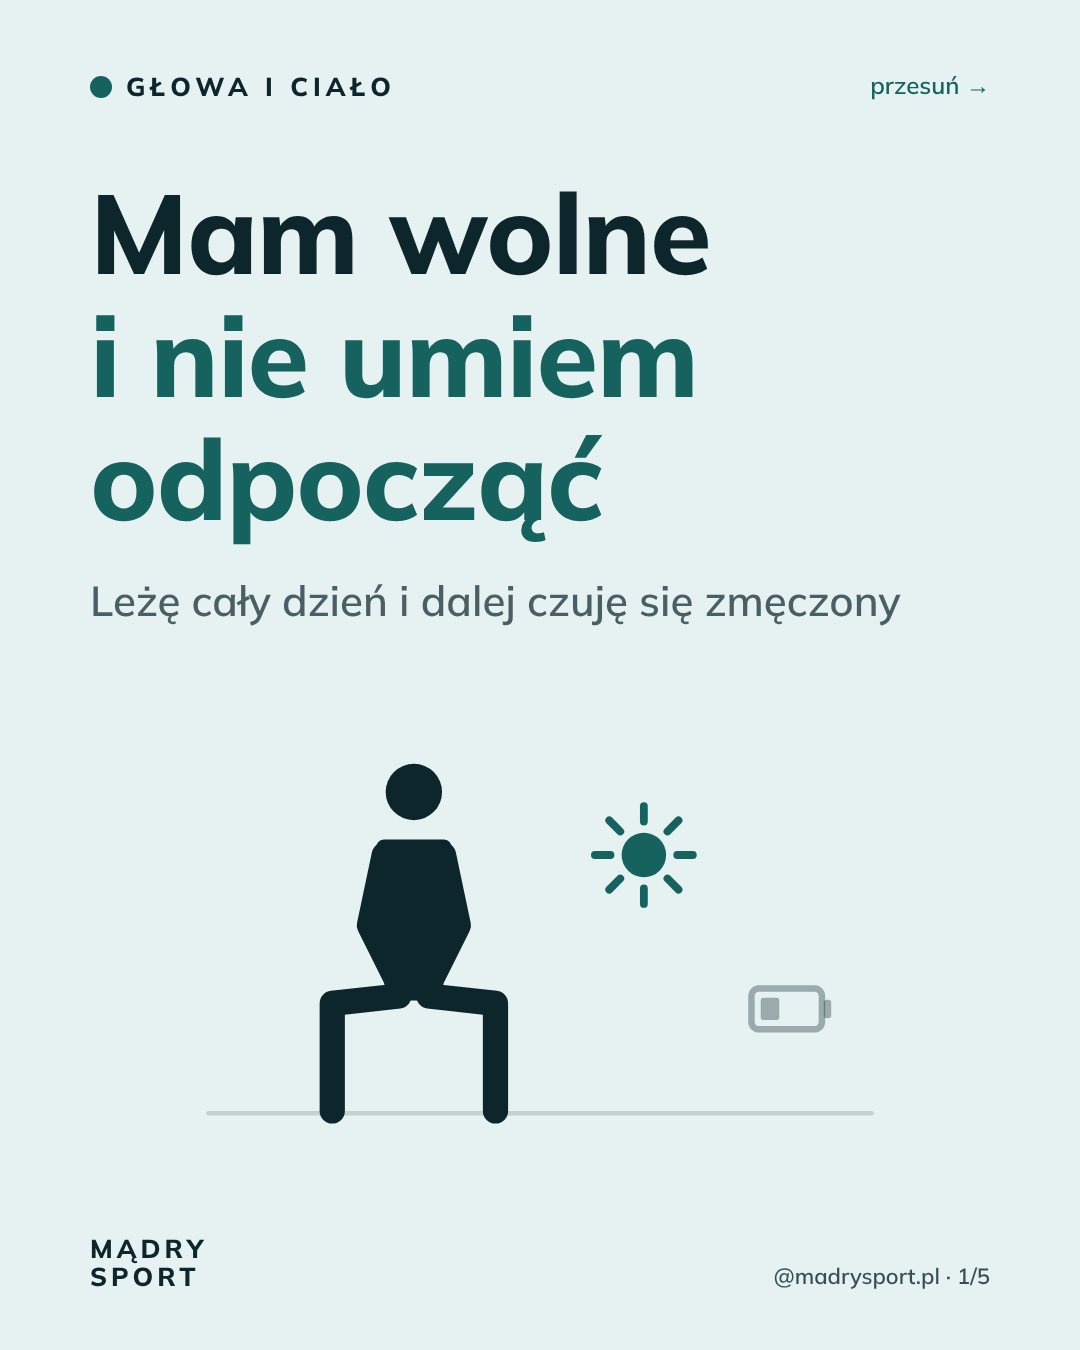 GŁOWA I CIAŁO
przesuń →
Mam wolne
i nie umiem
odpocząć
Leżę cały dzień i dalej czuję się zmęczony
MĄDRY
SPORT
@madrysport.pl · 1/5